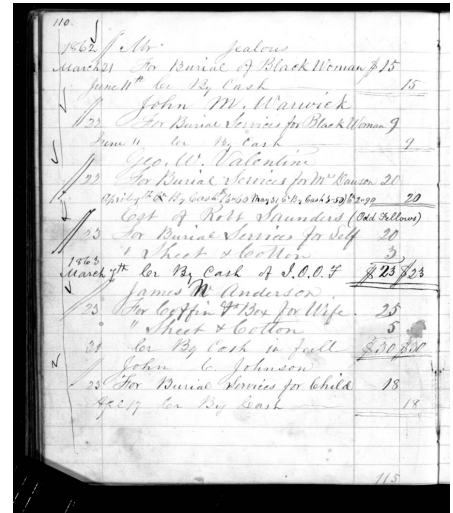 110.
1862 // Mr. Jealous
March 21 For Burial of Black Woman $15
June 11th Cr By Cash 15
// John M. Warwick
" 22 For Burial Services for Black Woman 9
June 11 Cr By Cash 9
// Geo. W. Valentine
" 22 For Burial Services for Mr Dawson 20
April 9th Cr By Cash 20
// Est of Robt Saunders (Odd Fellows)
" 23 For Burial Services for Self 20
" Sheet & Cotton 3
1863
March 7th Cr By Cash of I.O.O.F $23 $23
James W Anderson
" 23 For Coffin & Box for Wife 25
" Sheet & Cotton 5
Cr By Cash in full $30 $30
// John C. Johnson
" 23 For Burial Services for Child 18
Cr By Cash 18
115